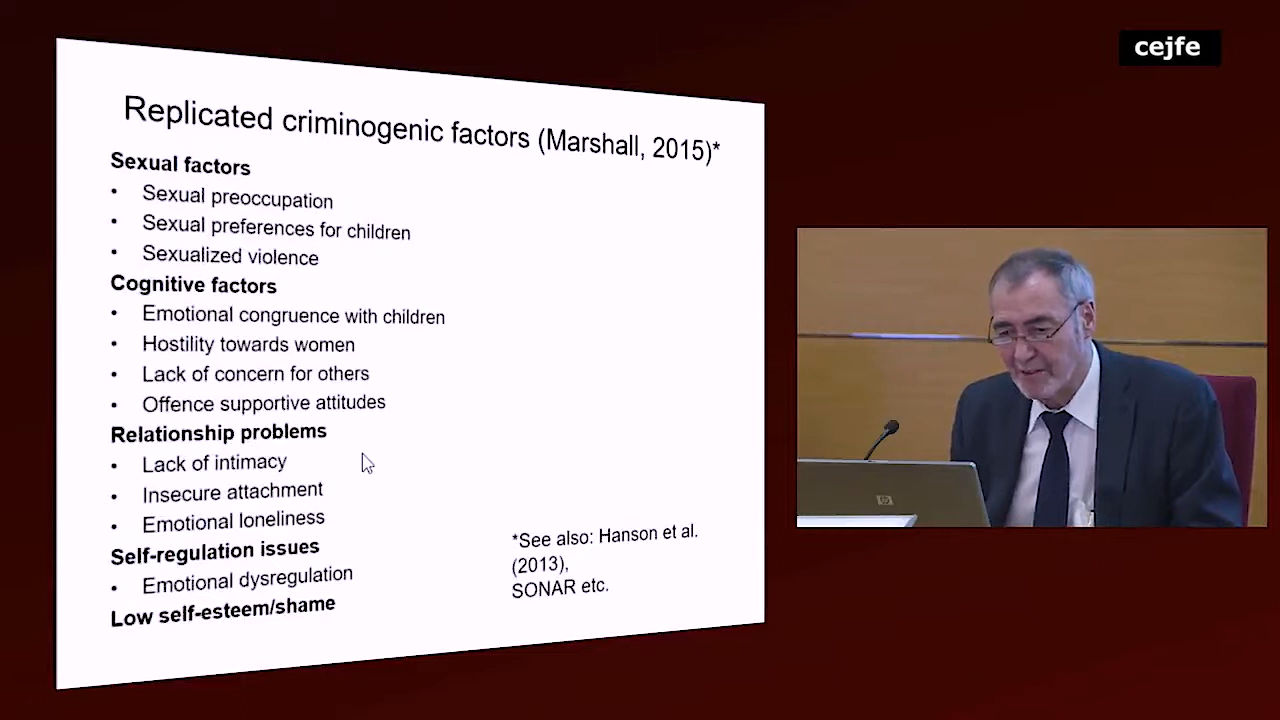 cejfe
Replicated criminogenic factors (Marshall, 2015)*
Sexual factors
• Sexual preoccupation
• Sexual preferences for children
• Sexualized violence
Cognitive factors
• Emotional congruence with children
• Hostility towards women
• Lack of concern for others
• Offence supportive attitudes
Relationship problems
• Lack of intimacy
• Insecure attachment
• Emotional loneliness
Self-regulation issues
• Emotional dysregulation
Low self-esteem/shame
*See also: Hanson et al.
(2013),
SONAR etc.
hp